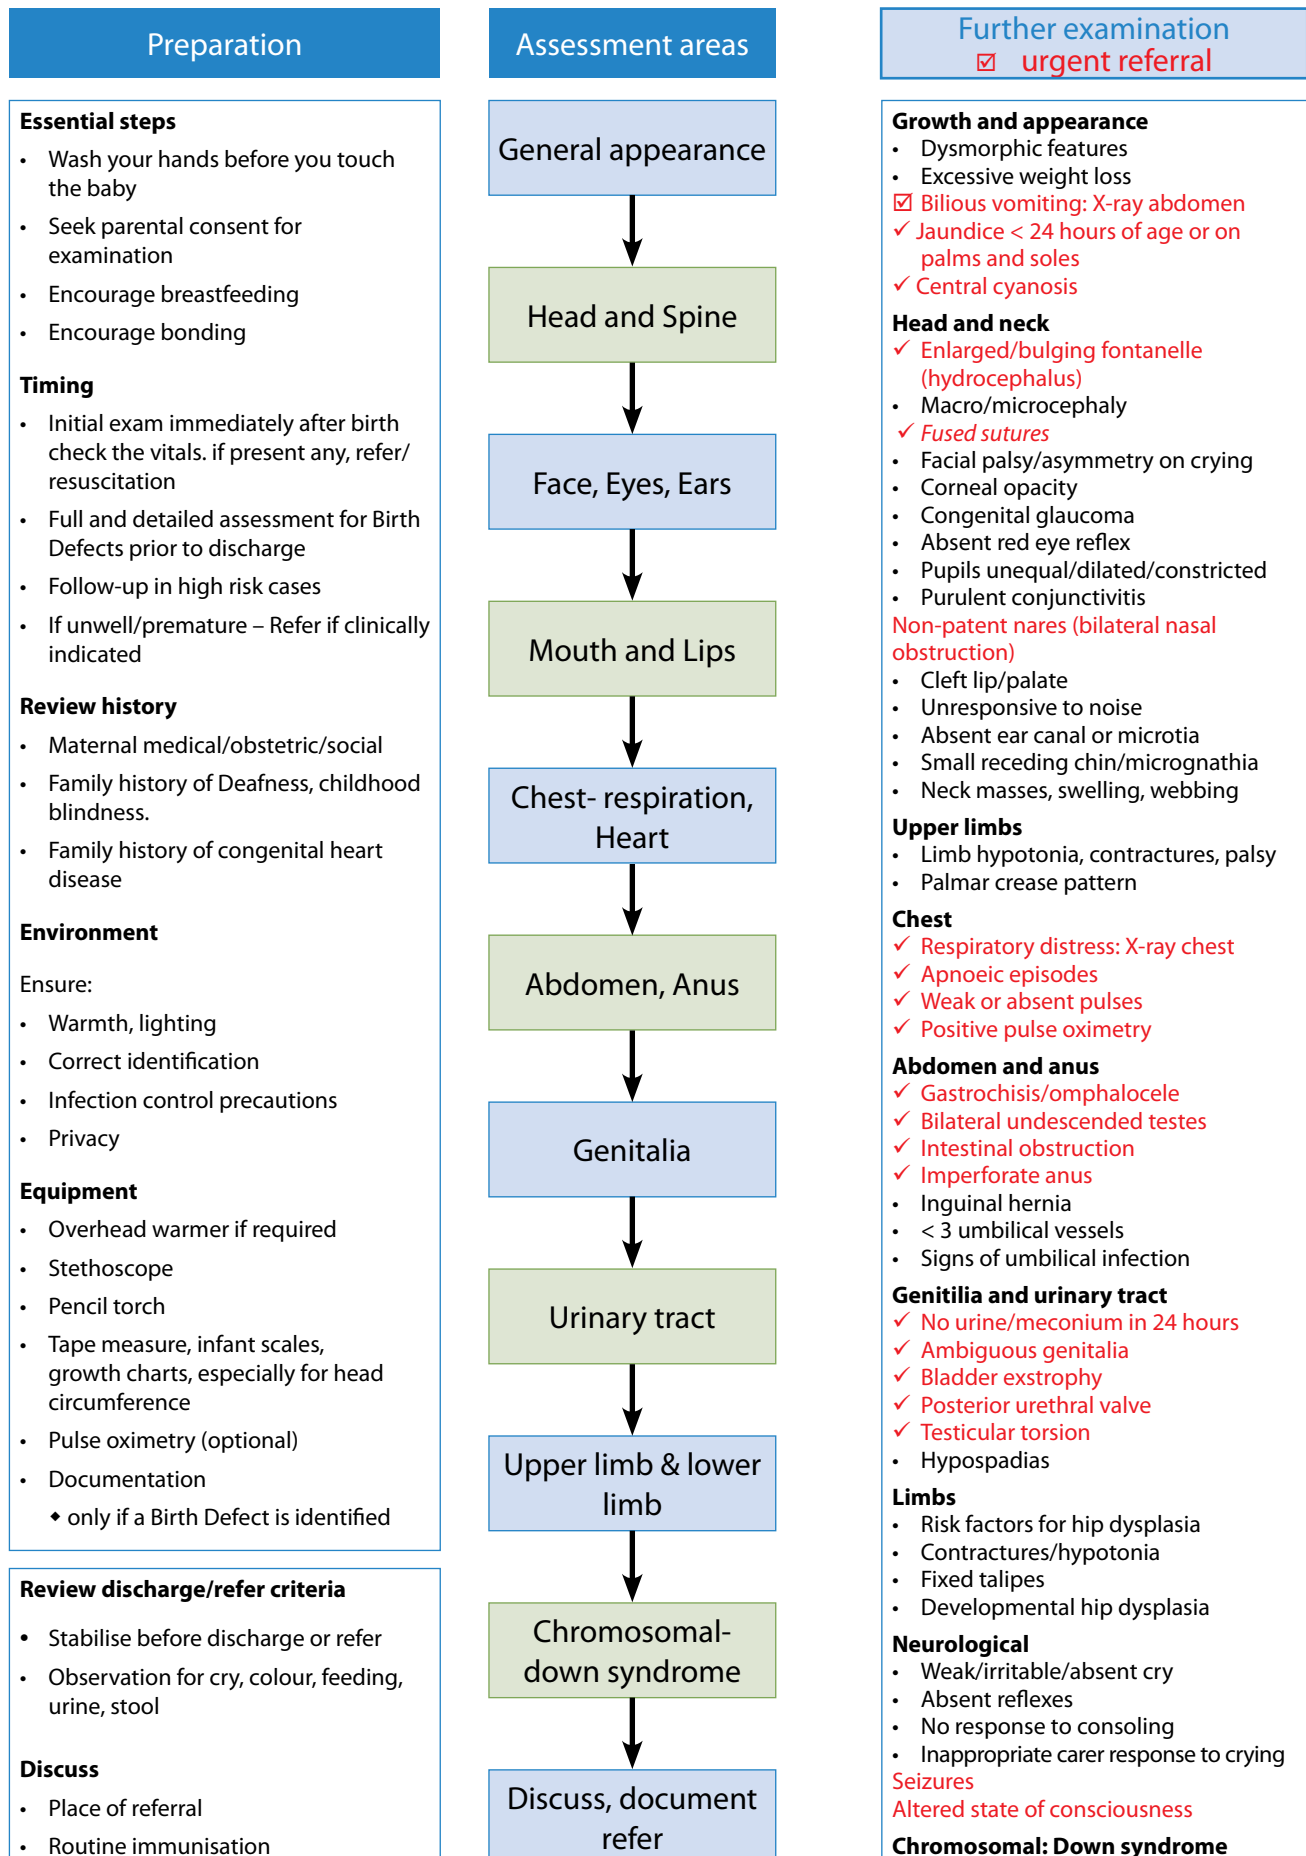 Preparation
Essential steps
• Wash your hands before you touch
the baby
• Seek parental consent for
examination
• Encourage breastfeeding
• Encourage bonding
Timing
• Initial exam immediately after birth
check the vitals. if present any, refer/
resuscitation
• Full and detailed assessment for Birth
Defects prior to discharge
• Follow-up in high risk cases
• If unwell/premature – Refer if clinically
indicated
Review history
• Maternal medical/obstetric/social
• Family history of Deafness, childhood
blindness.
• Family history of congenital heart
disease
Environment
Ensure:
• Warmth, lighting
• Correct identification
• Infection control precautions
• Privacy
Equipment
• Overhead warmer if required
• Stethoscope
• Pencil torch
• Tape measure, infant scales,
growth charts, especially for head
circumference
• Pulse oximetry (optional)
• Documentation
◆ only if a Birth Defect is identified
Review discharge/refer criteria
• Stabilise before discharge or refer
• Observation for cry, colour, feeding,
urine, stool
Discuss
• Place of referral
• Routine immunisation
Assessment areas
General appearance
Head and Spine
Face, Eyes, Ears
Mouth and Lips
Chest- respiration,
Heart
Abdomen, Anus
Genitalia
Urinary tract
Upper limb & lower
limb
Chromosomal-
down syndrome
Discuss, document
refer
Further examination
☑ urgent referral
Growth and appearance
• Dysmorphic features
• Excessive weight loss
☑ Bilious vomiting: X-ray abdomen
✓ Jaundice < 24 hours of age or on
palms and soles
✓ Central cyanosis
Head and neck
✓ Enlarged/bulging fontanelle
(hydrocephalus)
• Macro/microcephaly
✓ Fused sutures
• Facial palsy/asymmetry on crying
• Corneal opacity
• Congenital glaucoma
• Absent red eye reflex
• Pupils unequal/dilated/constricted
• Purulent conjunctivitis
Non-patent nares (bilateral nasal
obstruction)
• Cleft lip/palate
• Unresponsive to noise
• Absent ear canal or microtia
• Small receding chin/micrognathia
• Neck masses, swelling, webbing
Upper limbs
• Limb hypotonia, contractures, palsy
• Palmar crease pattern
Chest
✓ Respiratory distress: X-ray chest
✓ Apnoeic episodes
✓ Weak or absent pulses
✓ Positive pulse oximetry
Abdomen and anus
✓ Gastrochisis/omphalocele
✓ Bilateral undescended testes
✓ Intestinal obstruction
✓ Imperforate anus
• Inguinal hernia
• < 3 umbilical vessels
• Signs of umbilical infection
Genitilia and urinary tract
✓ No urine/meconium in 24 hours
✓ Ambiguous genitalia
✓ Bladder exstrophy
✓ Posterior urethral valve
✓ Testicular torsion
• Hypospadias
Limbs
• Risk factors for hip dysplasia
• Contractures/hypotonia
• Fixed talipes
• Developmental hip dysplasia
Neurological
• Weak/irritable/absent cry
• Absent reflexes
• No response to consoling
• Inappropriate carer response to crying
Seizures
Altered state of consciousness
Chromosomal: Down syndrome